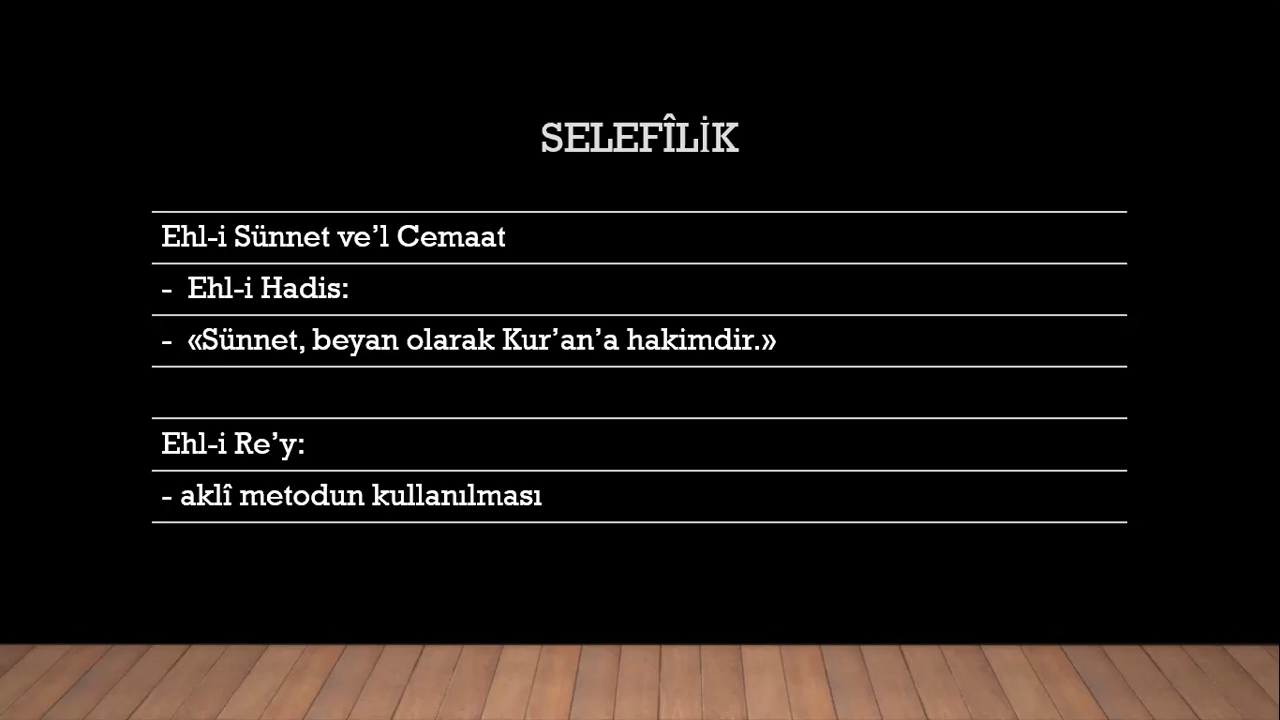 SELEFÎLİK
Ehl-i Sünnet ve’l Cemaat
- Ehl-i Hadis:
- «Sünnet, beyan olarak Kur’an’a hakimdir.»
Ehl-i Re’y:
- aklî metodun kullanılması